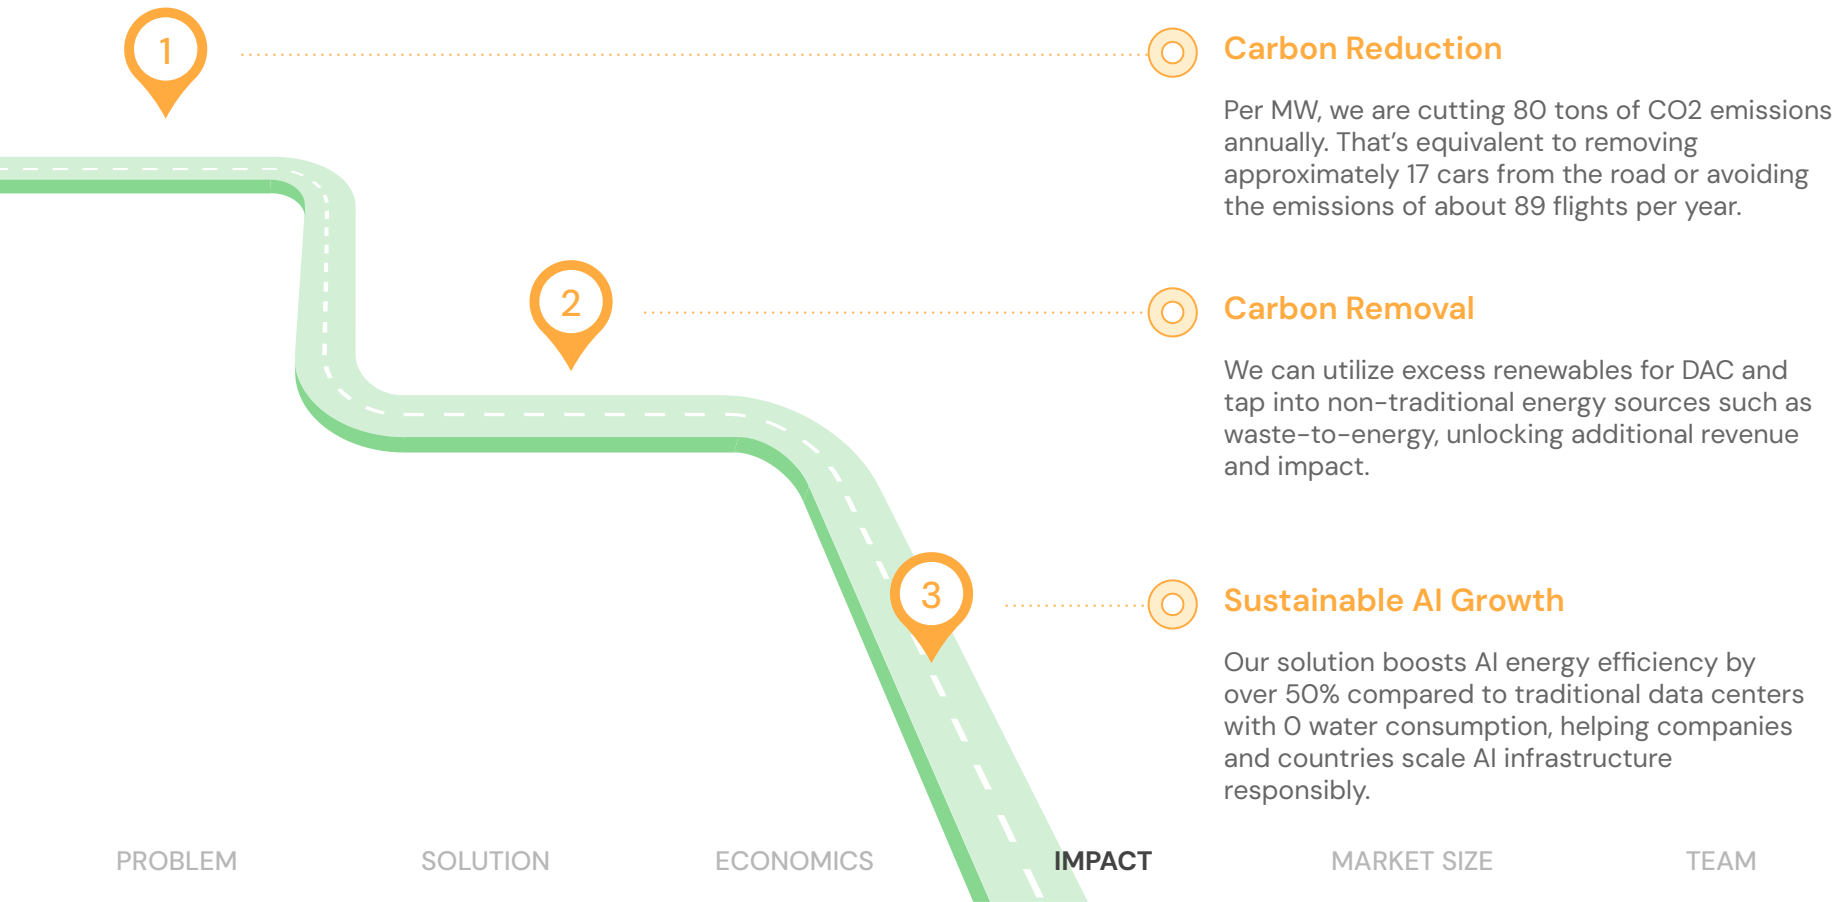 1
Carbon Reduction
Per MW, we are cutting 80 tons of CO2 emissions
annually. That’s equivalent to removing
approximately 17 cars from the road or avoiding
the emissions of about 89 flights per year.
2
Carbon Removal
We can utilize excess renewables for DAC and
tap into non-traditional energy sources such as
waste-to-energy, unlocking additional revenue
and impact.
3
Sustainable AI Growth
Our solution boosts AI energy efficiency by
over 50% compared to traditional data centers
with 0 water consumption, helping companies
and countries scale AI infrastructure
responsibly.
PROBLEM SOLUTION ECONOMICS IMPACT MARKET SIZE TEAM